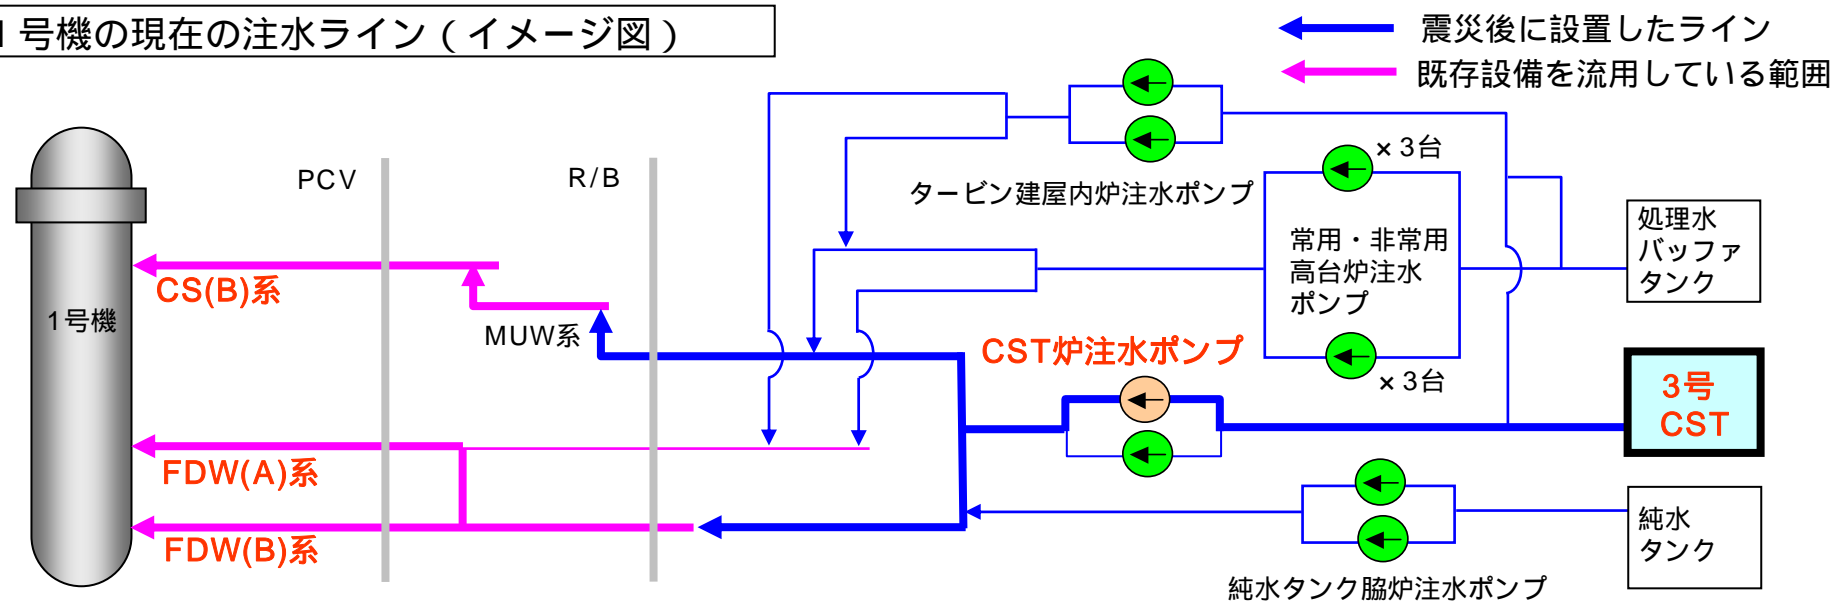 1号機の現在の注水ライン（イメージ図）
震災後に設置したライン
既存設備を流用している範囲
PCV
R/B
タービン建屋内炉注水ポンプ
×3台
常用・非常用
高台炉注水
ポンプ
×3台
処理水
バッファ
タンク
CS(B)系
1号機
MUW系
CST炉注水ポンプ
3号
CST
FDW(A)系
FDW(B)系
純水
タンク
純水タンク脇炉注水ポンプ